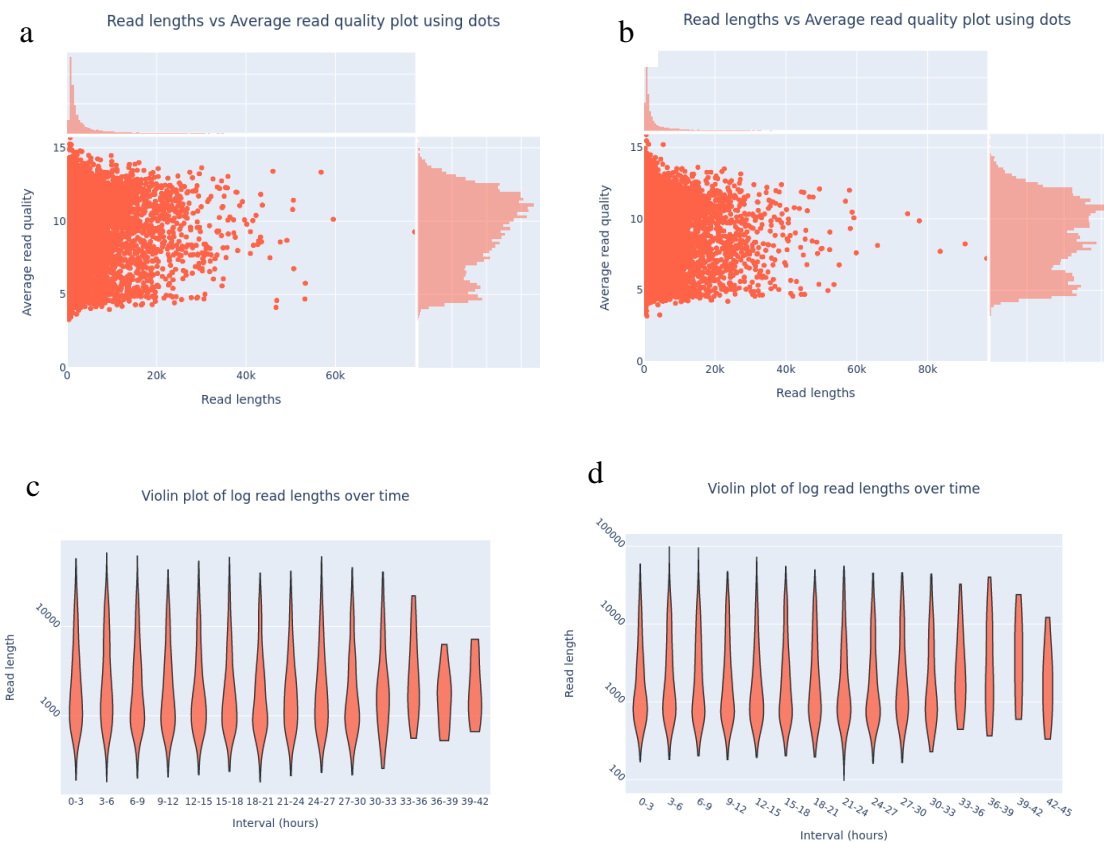 a
Read lengths vs Average read quality plot using dots
15
10
5
0
Average read quality
0 20k 40k 60k
Read lengths
b
Read lengths vs Average read quality plot using dots
15
10
5
0
Average read quality
0 20k 40k 60k 80k
Read lengths
c
Violin plot of log read lengths over time
10000
1000
Read length
0-3 3-6 6-9 9-12 12-15 15-18 18-21 21-24 24-27 27-30 30-33 33-36 36-39 39-42
Interval (hours)
d
Violin plot of log read lengths over time
100000
10000
1000
100
Read length
0-3 3-6 6-9 9-12 12-15 15-18 18-21 21-24 24-27 27-30 30-33 33-36 36-39 39-42 42-45
Interval (hours)